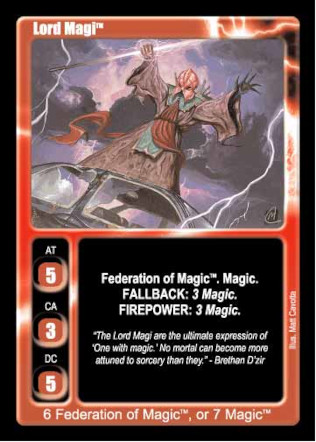 Lord Magi™
AT
5
CA
3
DC
5
Federation of Magic™. Magic.
FALLBACK: 3 Magic.
FIREPOWER: 3 Magic.
"The Lord Magi are the ultimate expression of
'One with magic.' No mortal can become more
attuned to sorcery than they." - Brethan D'zir
Illus. Matt Cavotta
6 Federation of Magic™, or 7 Magic™